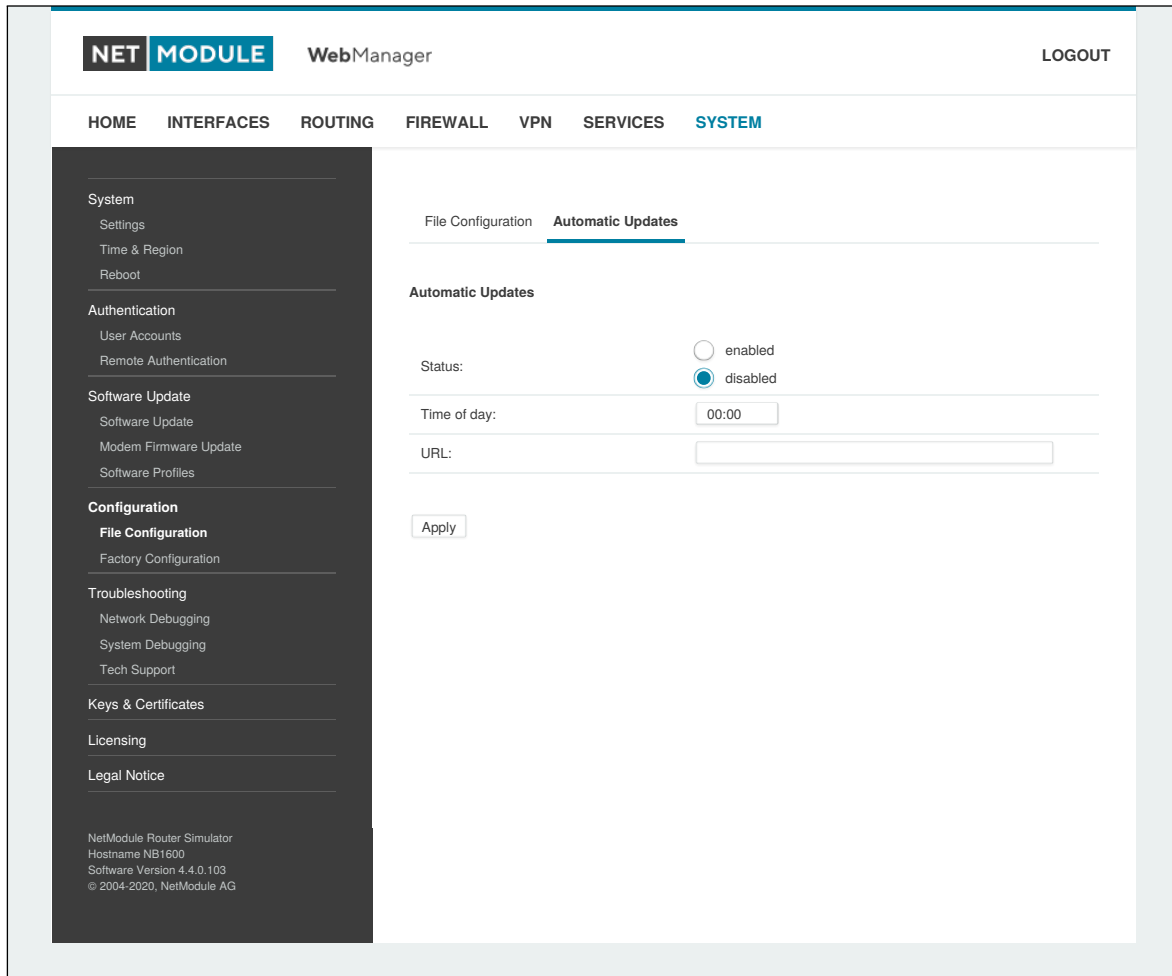 NET MODULE WebManager LOGOUT
HOME INTERFACES ROUTING FIREWALL VPN SERVICES SYSTEM
System
Settings
Time & Region
Reboot
Authentication
User Accounts
Remote Authentication
Software Update
Software Update
Modem Firmware Update
Software Profiles
Configuration
File Configuration
Factory Configuration
Troubleshooting
Network Debugging
System Debugging
Tech Support
Keys & Certificates
Licensing
Legal Notice
NetModule Router Simulator
Hostname NB1600
Software Version 4.4.0.103
© 2004-2020, NetModule AG
File Configuration Automatic Updates
Automatic Updates
Status:
enabled
disabled
Time of day: 00:00
URL:
Apply